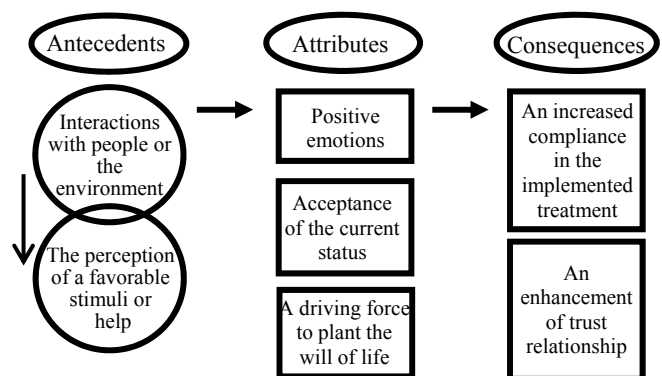 Antecedents
Attributes
Consequences
Interactions
with people or
the
environment
The perception
of a favorable
stimuli or
help
Positive
emotions
Acceptance
of the current
status
A driving force
to plant the
will of life
An increased
compliance
in the
implemented
treatment
An
enhancement
of trust
relationship